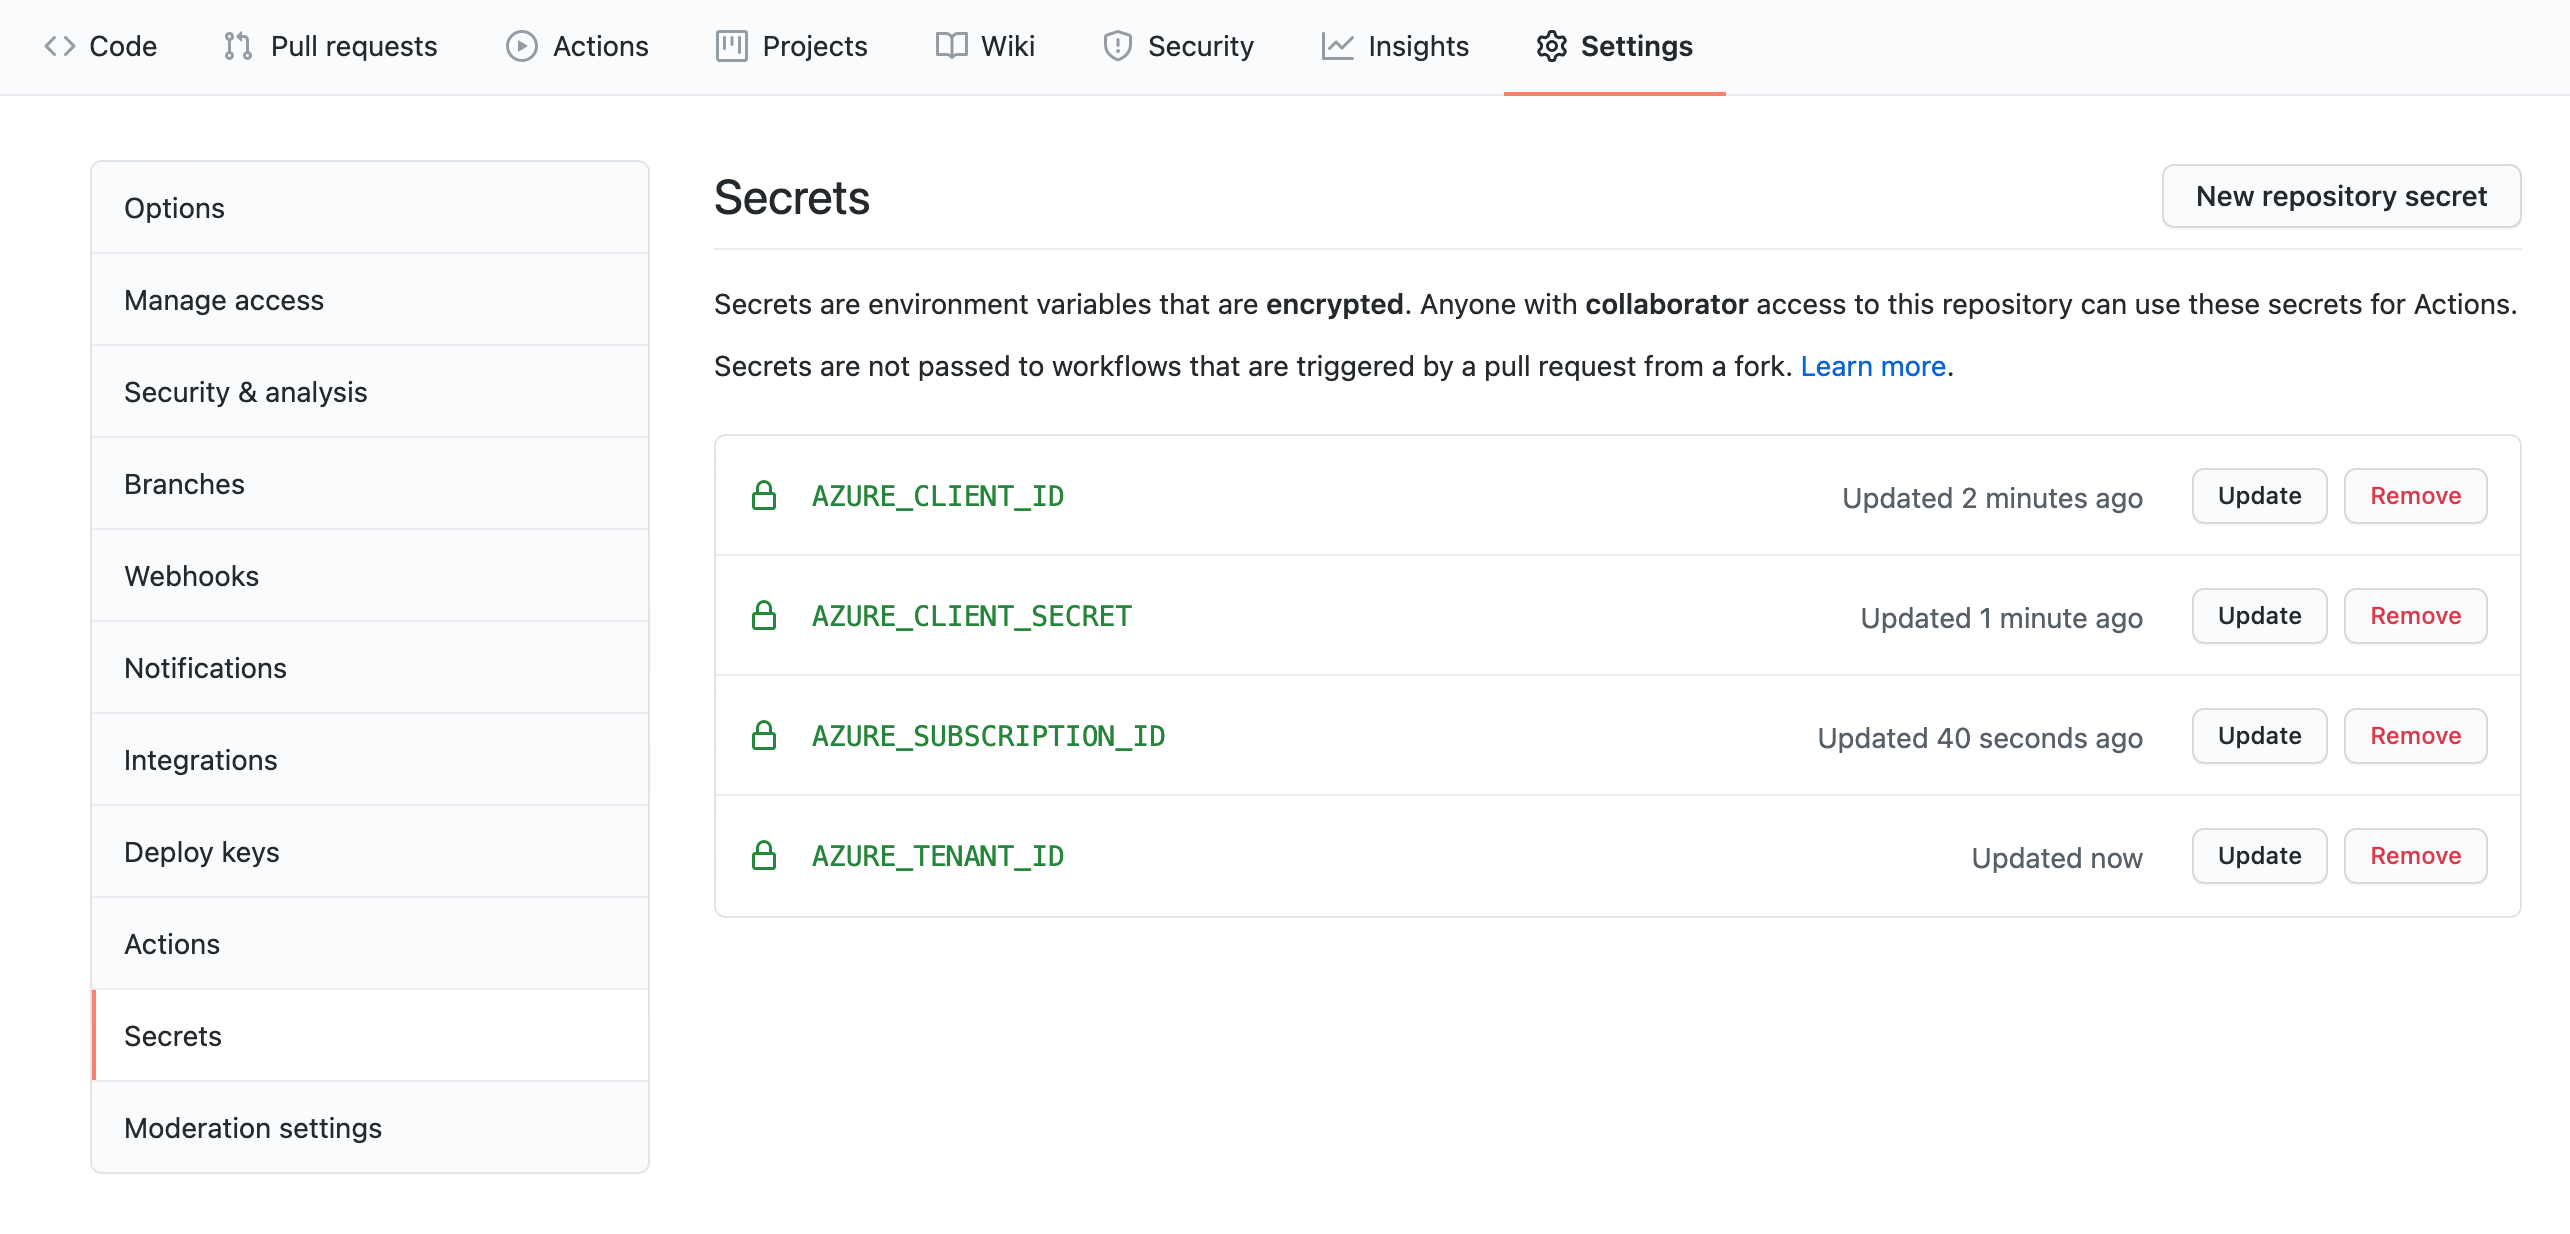 Code Pull requests Actions Projects Wiki Security Insights Settings
Options
Manage access
Security & analysis
Branches
Webhooks
Notifications
Integrations
Deploy keys
Actions
Secrets
Moderation settings
Secrets
New repository secret
Secrets are environment variables that are encrypted. Anyone with collaborator access to this repository can use these secrets for Actions.
Secrets are not passed to workflows that are triggered by a pull request from a fork. Learn more.
AZURE_CLIENT_ID Updated 2 minutes ago Update Remove
AZURE_CLIENT_SECRET Updated 1 minute ago Update Remove
AZURE_SUBSCRIPTION_ID Updated 40 seconds ago Update Remove
AZURE_TENANT_ID Updated now Update Remove